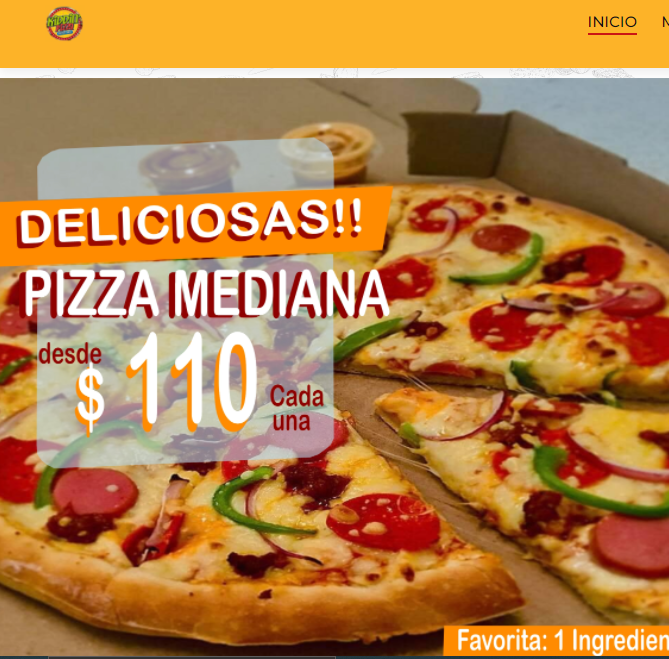 INICIO
DELICIOSAS!!
PIZZA MEDIANA
desde
$ 110
Cada
una
Favorita: 1 Ingredien